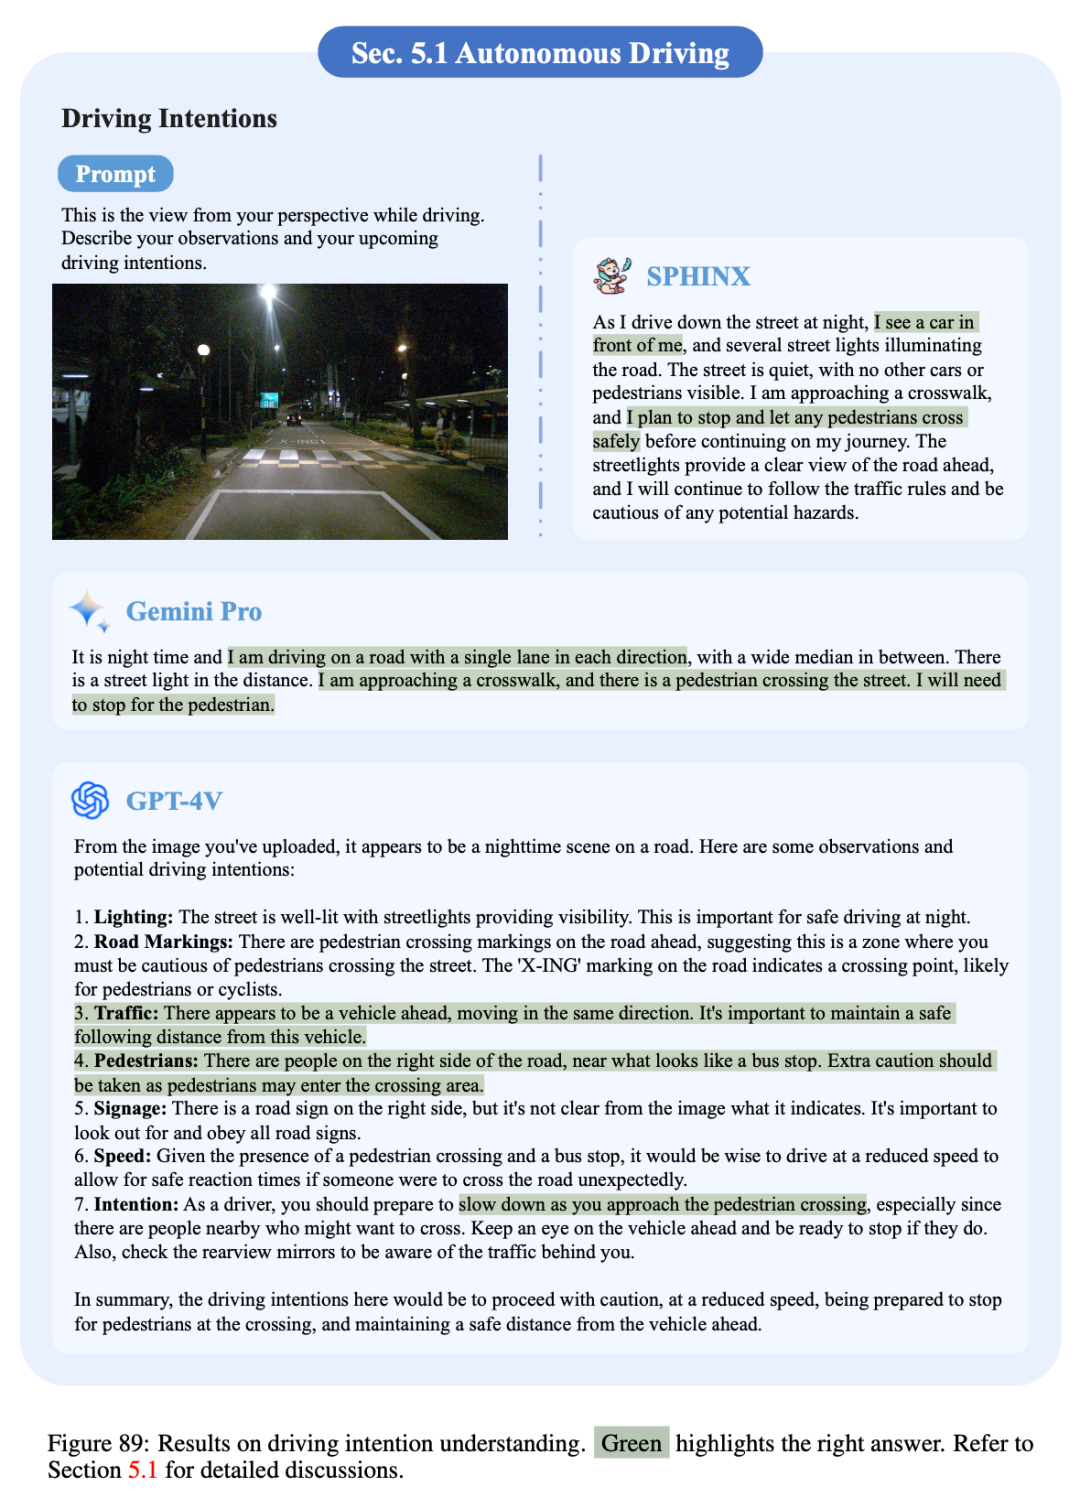 Sec. 5.1 Autonomous Driving
Driving Intentions
Prompt
This is the view from your perspective while driving.
Describe your observations and your upcoming
driving intentions.
X-ING
SPHINX
As I drive down the street at night, I see a car in
front of me, and several street lights illuminating
the road. The street is quiet, with no other cars or
pedestrians visible. I am approaching a crosswalk,
and I plan to stop and let any pedestrians cross
safely before continuing on my journey. The
streetlights provide a clear view of the road ahead,
and I will continue to follow the traffic rules and be
cautious of any potential hazards.
Gemini Pro
It is night time and I am driving on a road with a single lane in each direction, with a wide median in between. There
is a street light in the distance. I am approaching a crosswalk, and there is a pedestrian crossing the street. I will need
to stop for the pedestrian.
GPT-4V
From the image you've uploaded, it appears to be a nighttime scene on a road. Here are some observations and
potential driving intentions:
1. Lighting: The street is well-lit with streetlights providing visibility. This is important for safe driving at night.
2. Road Markings: There are pedestrian crossing markings on the road ahead, suggesting this is a zone where you
must be cautious of pedestrians crossing the street. The 'X-ING' marking on the road indicates a crossing point, likely
for pedestrians or cyclists.
3. Traffic: There appears to be a vehicle ahead, moving in the same direction. It's important to maintain a safe
following distance from this vehicle.
4. Pedestrians: There are people on the right side of the road, near what looks like a bus stop. Extra caution should
be taken as pedestrians may enter the crossing area.
5. Signage: There is a road sign on the right side, but it's not clear from the image what it indicates. It's important to
look out for and obey all road signs.
6. Speed: Given the presence of a pedestrian crossing and a bus stop, it would be wise to drive at a reduced speed to
allow for safe reaction times if someone were to cross the road unexpectedly.
7. Intention: As a driver, you should prepare to slow down as you approach the pedestrian crossing, especially since
there are people nearby who might want to cross. Keep an eye on the vehicle ahead and be ready to stop if they do.
Also, check the rearview mirrors to be aware of the traffic behind you.
In summary, the driving intentions here would be to proceed with caution, at a reduced speed, being prepared to stop
for pedestrians at the crossing, and maintaining a safe distance from the vehicle ahead.
Figure 89: Results on driving intention understanding. Green highlights the right answer. Refer to
Section 5.1 for detailed discussions.